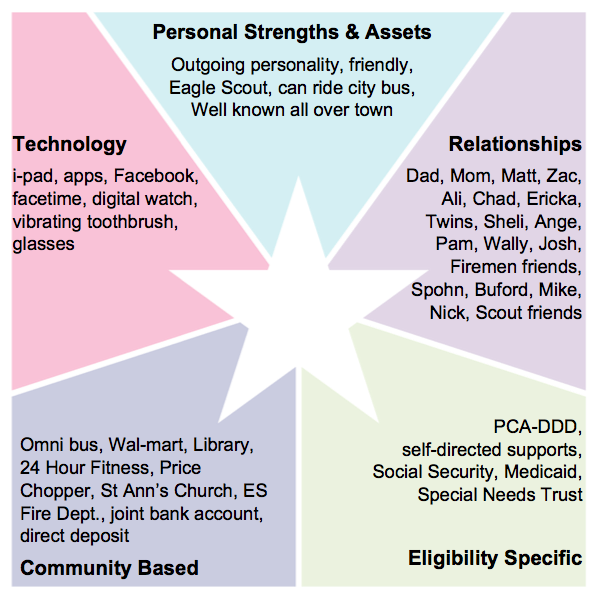 Personal Strengths & Assets
Outgoing personality, friendly,
Eagle Scout, can ride city bus,
Well known all over town
Technology
i-pad, apps, Facebook,
facetime, digital watch,
vibrating toothbrush,
glasses
Relationships
Dad, Mom, Matt, Zac,
Ali, Chad, Ericka,
Twins, Sheli, Ange,
Pam, Wally, Josh,
Firemen friends,
Spohn, Buford, Mike,
Nick, Scout friends
Omni bus, Wal-mart, Library,
24 Hour Fitness, Price
Chopper, St Ann’s Church, ES
Fire Dept., joint bank account,
direct deposit
Community Based
PCA-DDD,
self-directed supports,
Social Security, Medicaid,
Special Needs Trust
Eligibility Specific